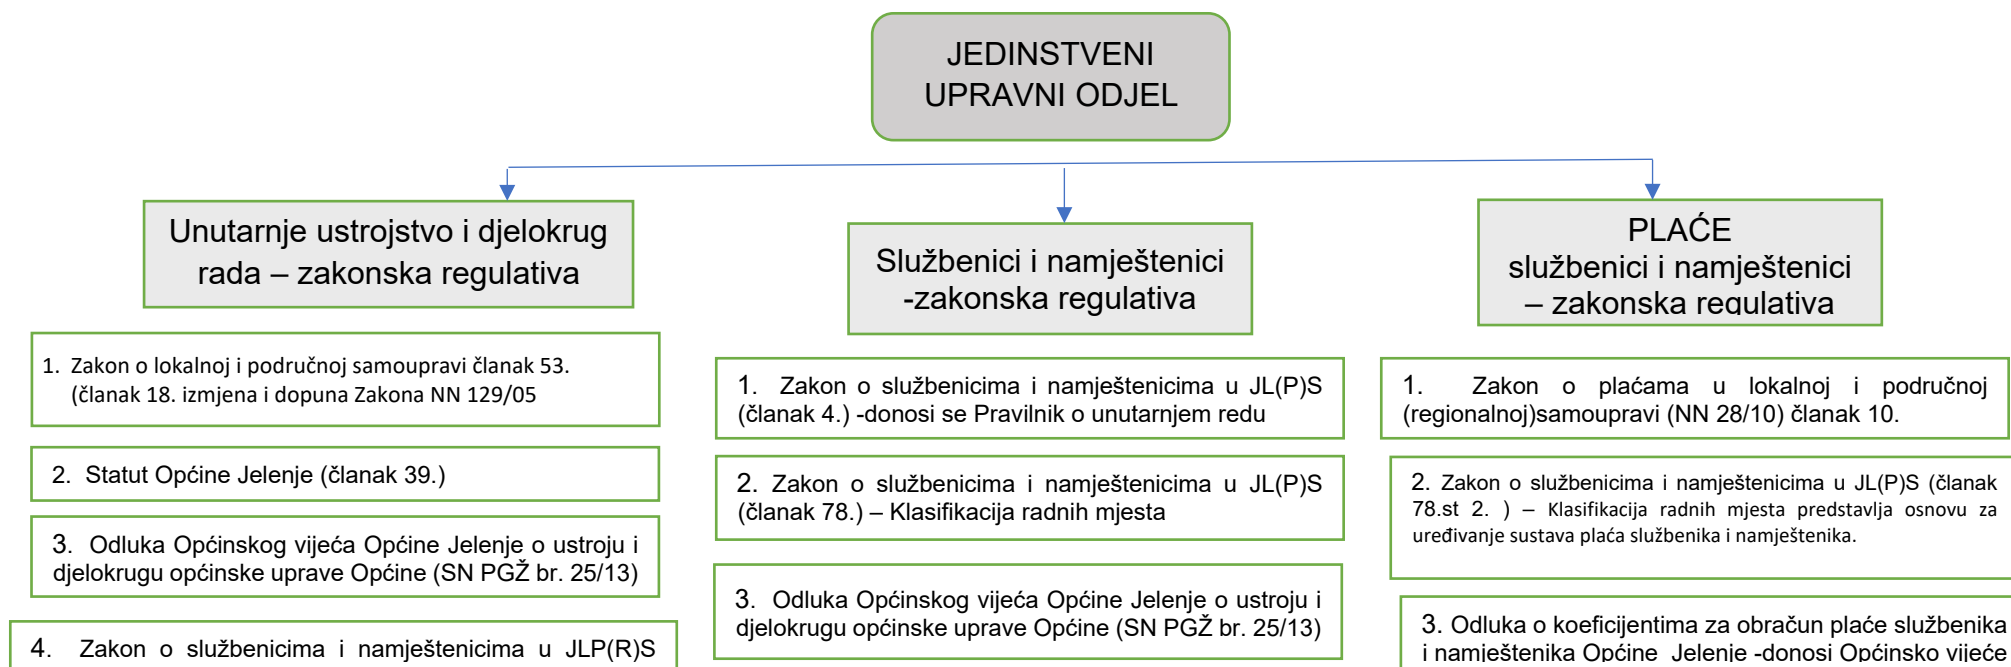 JEDINSTVENI
UPRAVNI ODJEL
Unutarnje ustrojstvo i djelokrug
rada – zakonska regulativa
1. Zakon o lokalnoj i područnoj samoupravi članak 53.
(članak 18. izmjena i dopuna Zakona NN 129/05
2. Statut Općine Jelenje (članak 39.)
3. Odluka Općinskog vijeća Općine Jelenje o ustroju i
djelokrugu općinske uprave Općine (SN PGŽ br. 25/13)
4. Zakon o službenicima i namještenicima u JLP(R)S
Službenici i namještenici
-zakonska regulativa
1. Zakon o službenicima i namještenicima u JL(P)S
(članak 4.) -donosi se Pravilnik o unutarnjem redu
2. Zakon o službenicima i namještenicima u JL(P)S
(članak 78.) – Klasifikacija radnih mjesta
3. Odluka Općinskog vijeća Općine Jelenje o ustroju i
djelokrugu općinske uprave Općine (SN PGŽ br. 25/13)
PLAĆE
službenici i namještenici
– zakonska regulativa
1. Zakon o plaćama u lokalnoj i područnoj
(regionalnoj)samoupravi (NN 28/10) članak 10.
2. Zakon o službenicima i namještenicima u JL(P)S (članak
78.st 2. ) – Klasifikacija radnih mjesta predstavlja osnovu za
uređivanje sustava plaća službenika i namještenika.
3. Odluka o koeficijentima za obračun plaće službenika
i namještenika Općine Jelenje -donosi Općinsko vijeće